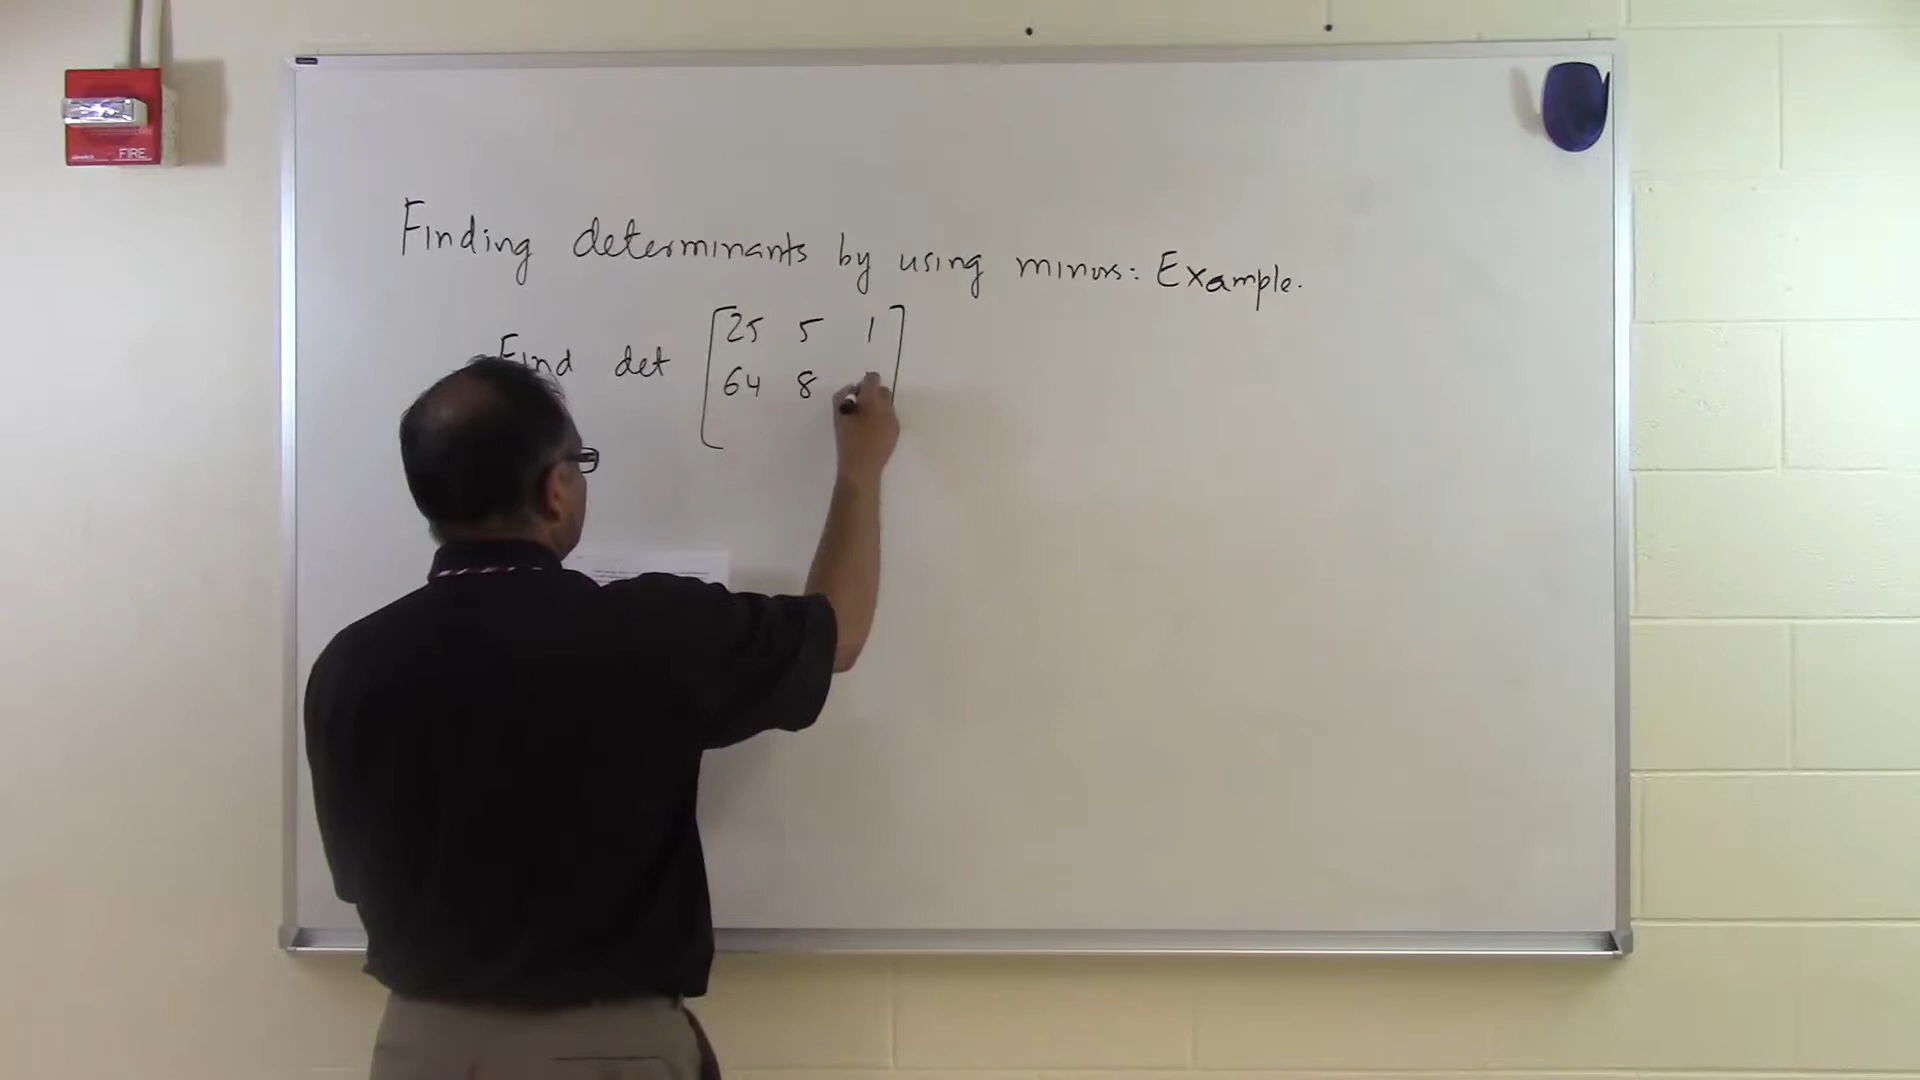 FIRE
Finding determinants by using minors: Example.
Find det
25 5 1
64 8